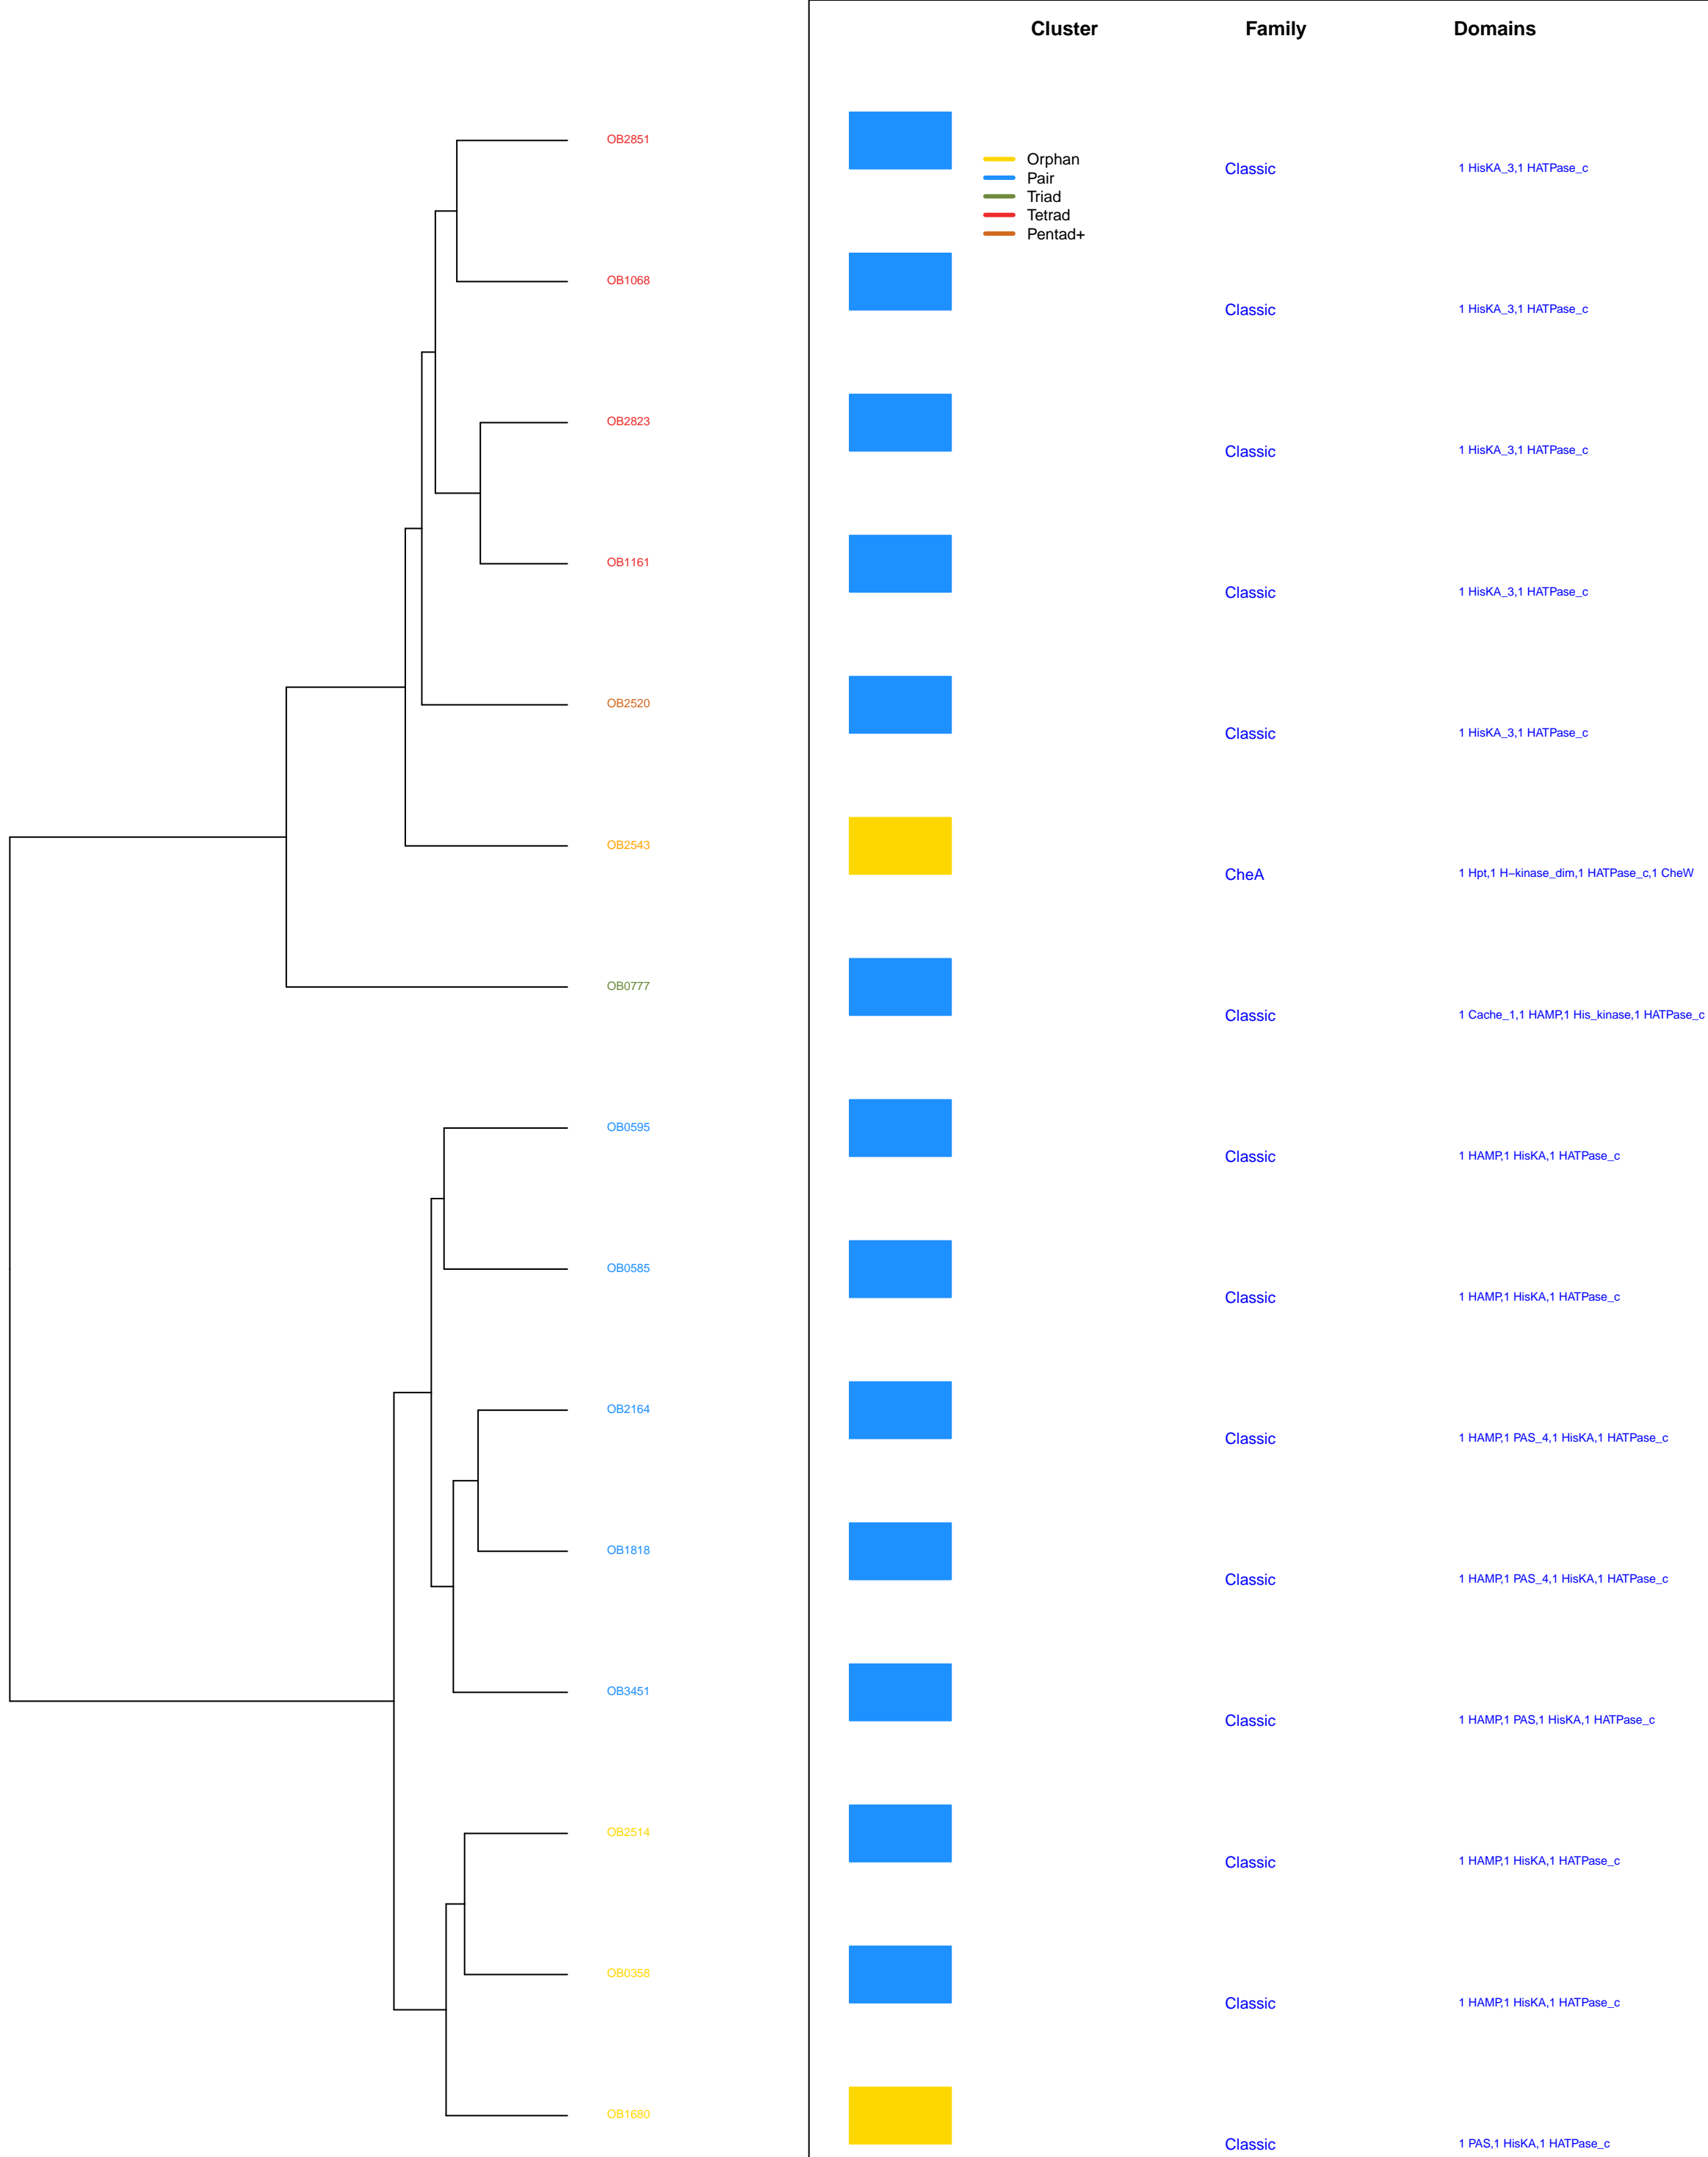 Cluster Family Domains
OB2851
Orphan
Pair
Triad
Tetrad
Pentad+
Classic 1 HisKA_3,1 HATPase_c
OB1068
Classic 1 HisKA_3,1 HATPase_c
OB2823
Classic 1 HisKA_3,1 HATPase_c
OB1161
Classic 1 HisKA_3,1 HATPase_c
OB2520
Classic 1 HisKA_3,1 HATPase_c
OB2543
CheA 1 Hpt,1 H−kinase_dim,1 HATPase_c,1 CheW
OB0777
Classic 1 Cache_1,1 HAMP,1 His_kinase,1 HATPase_c
OB0595
Classic 1 HAMP,1 HisKA,1 HATPase_c
OB0585
Classic 1 HAMP,1 HisKA,1 HATPase_c
OB2164
Classic 1 HAMP,1 PAS_4,1 HisKA,1 HATPase_c
OB1818
Classic 1 HAMP,1 PAS_4,1 HisKA,1 HATPase_c
OB3451
Classic 1 HAMP,1 PAS,1 HisKA,1 HATPase_c
OB2514
Classic 1 HAMP,1 HisKA,1 HATPase_c
OB0358
Classic 1 HAMP,1 HisKA,1 HATPase_c
OB1680
Classic 1 PAS,1 HisKA,1 HATPase_c